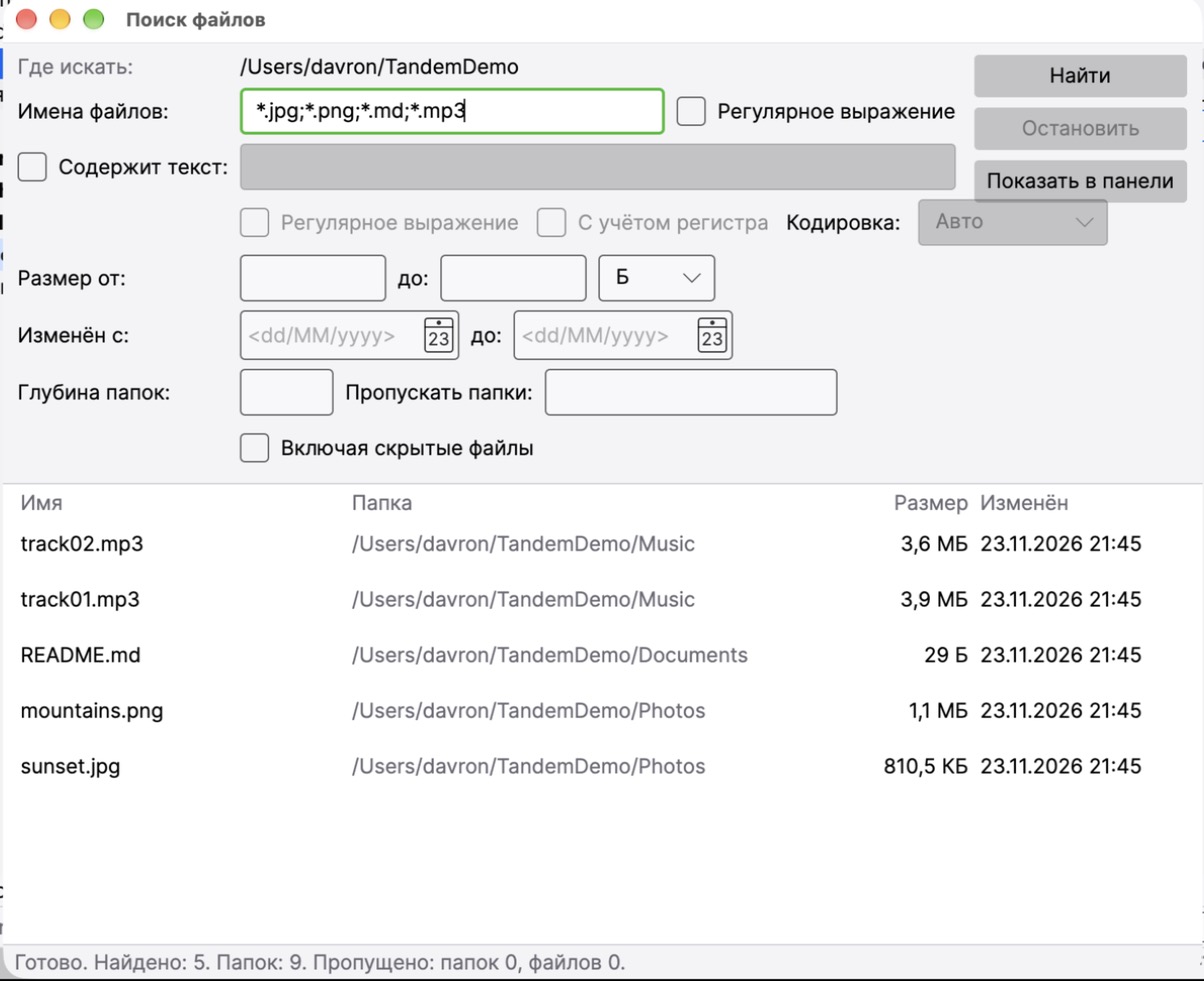 Поиск файлов
Где искать: /Users/davron/TandemDemo Найти
Имена файлов: *.jpg;*.png;*.md;*.mp3 Регулярное выражение
Остановить
Содержит текст:
Показать в панели
Регулярное выражение С учётом регистра Кодировка: Авто
Размер от: до: Б
Изменён с: <dd/MM/yyyy> 23 до: <dd/MM/yyyy> 23
Глубина папок: Пропускать папки:
Включая скрытые файлы
Имя Папка Размер Изменён
track02.mp3 /Users/davron/TandemDemo/Music 3,6 МБ 23.11.2026 21:45
track01.mp3 /Users/davron/TandemDemo/Music 3,9 МБ 23.11.2026 21:45
README.md /Users/davron/TandemDemo/Documents 29 Б 23.11.2026 21:45
mountains.png /Users/davron/TandemDemo/Photos 1,1 МБ 23.11.2026 21:45
sunset.jpg /Users/davron/TandemDemo/Photos 810,5 КБ 23.11.2026 21:45
Готово. Найдено: 5. Папок: 9. Пропущено: папок 0, файлов 0.